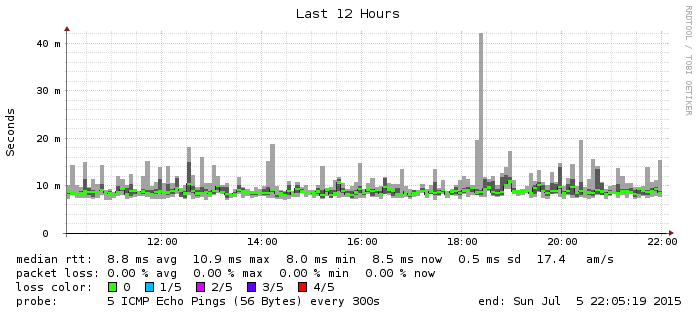 Last 12 Hours
RRDTOOL / TOBI OETIKER
Seconds
40 m
30 m
20 m
10 m
0
12:00 14:00 16:00 18:00 20:00 22:00
median rtt: 8.8 ms avg 10.9 ms max 8.0 ms min 8.5 ms now 0.5 ms sd 17.4 am/s
packet loss: 0.00 % avg 0.00 % max 0.00 % min 0.00 % now
loss color: 0 1/5 2/5 3/5 4/5
probe: 5 ICMP Echo Pings (56 Bytes) every 300s end: Sun Jul 5 22:05:19 2015